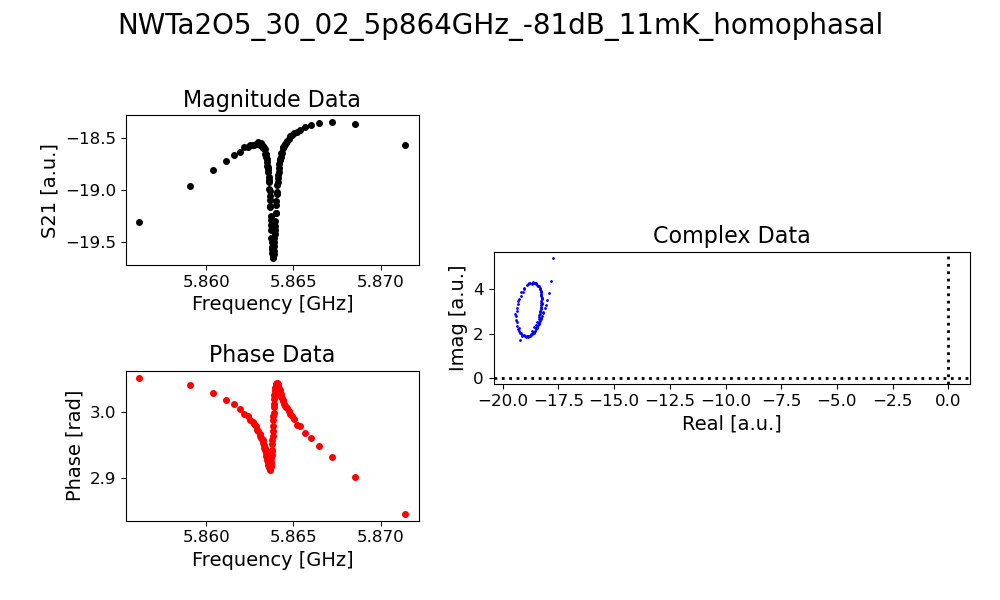 NWTa2O5_30_02_5p864GHz_-81dB_11mK_homophasal
Magnitude Data
S21 [a.u.]
−18.5
−19.0
−19.5
5.860 5.865 5.870
Frequency [GHz]
Phase Data
Phase [rad]
3.0
2.9
5.860 5.865 5.870
Frequency [GHz]
Complex Data
Imag [a.u.]
4
2
0
−20.0 −17.5 −15.0 −12.5 −10.0 −7.5 −5.0 −2.5 0.0
Real [a.u.]